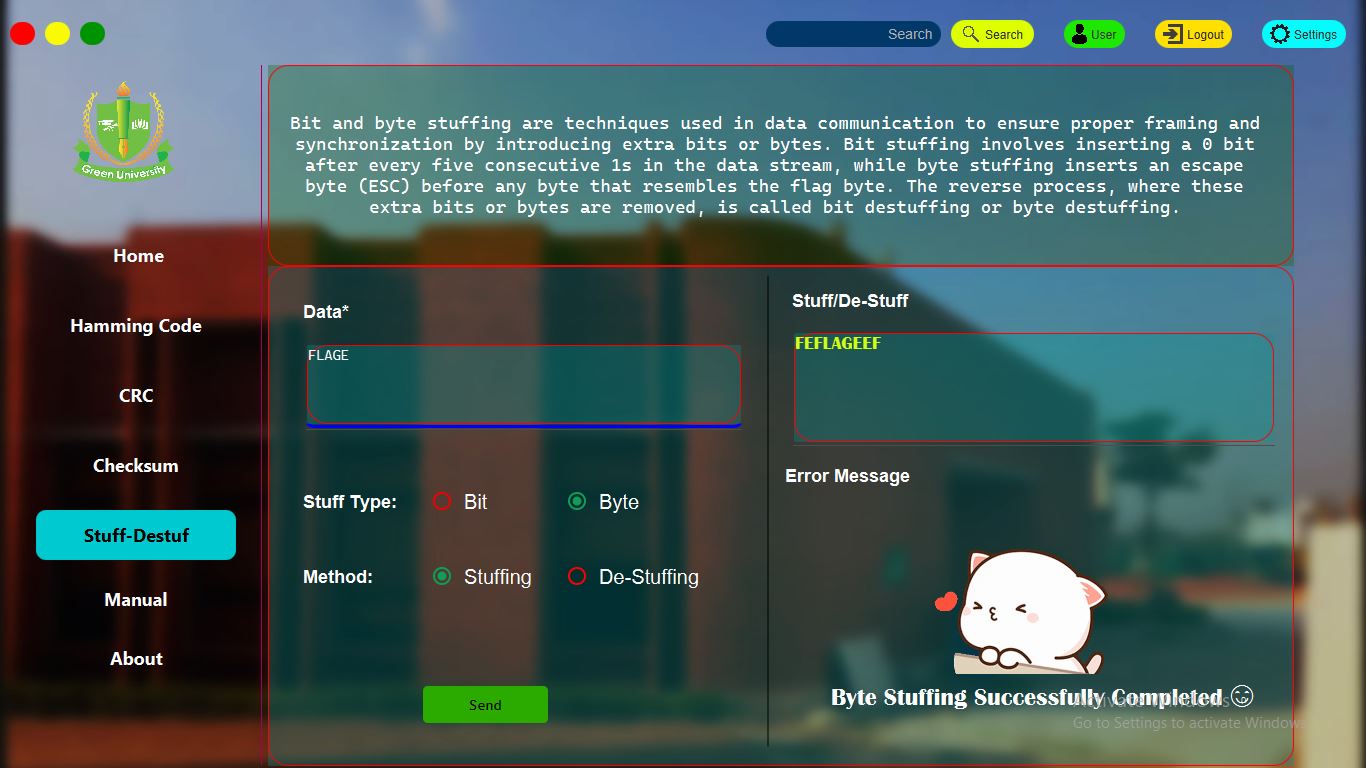 Search
Search
User
Logout
Settings
Green University
Bit and byte stuffing are techniques used in data communication to ensure proper framing and
synchronization by introducing extra bits or bytes. Bit stuffing involves inserting a 0 bit
after every five consecutive 1s in the data stream, while byte stuffing inserts an escape
byte (ESC) before any byte that resembles the flag byte. The reverse process, where these
extra bits or bytes are removed, is called bit destuffing or byte destuffing.
Home
Hamming Code
CRC
Checksum
Stuff-Destuf
Manual
About
Data*
FLAGE
Stuff Type:
Bit
Byte
Method:
Stuffing
De-Stuffing
Send
Stuff/De-Stuff
FEFLAGEEF
Error Message
Byte Stuffing Successfully Completed 😊
Activate Windows
Go to Settings to activate Windows.